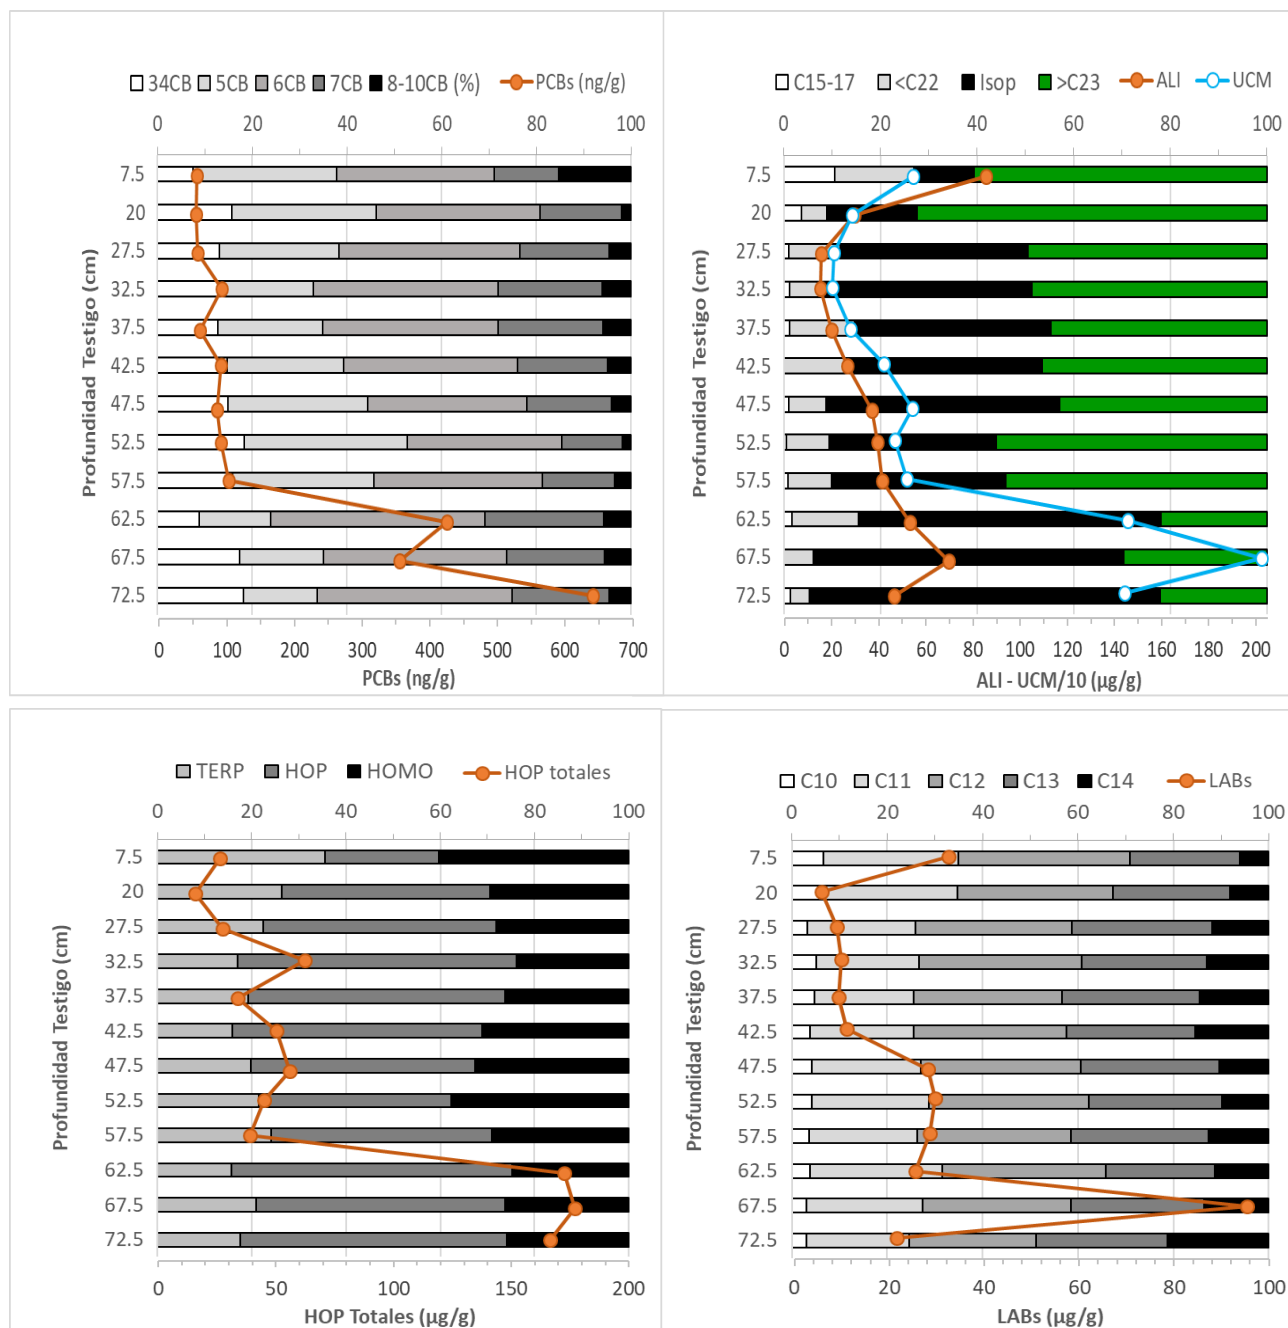 34CB 5CB 6CB 7CB 8-10CB (%) PCBs (ng/g)
0 20 40 60 80 100
Profundidad Testigo (cm)
7.5
20
27.5
32.5
37.5
42.5
47.5
52.5
57.5
62.5
67.5
72.5
0 100 200 300 400 500 600 700
PCBs (ng/g)
C15-17 <C22 Isop >C23 ALI UCM
0 20 40 60 80 100
Profundidad Testigo (cm)
7.5
20
27.5
32.5
37.5
42.5
47.5
52.5
57.5
62.5
67.5
72.5
0 20 40 60 80 100 120 140 160 180 200
ALI - UCM/10 (µg/g)
TERP HOP HOMO HOP totales
0 20 40 60 80 100
Profundidad Testigo (cm)
7.5
20
27.5
32.5
37.5
42.5
47.5
52.5
57.5
62.5
67.5
72.5
0 50 100 150 200
HOP Totales (µg/g)
C10 C11 C12 C13 C14 LABs
0 20 40 60 80 100
Profundidad Testigo (cm)
7.5
20
27.5
32.5
37.5
42.5
47.5
52.5
57.5
62.5
67.5
72.5
0 20 40 60 80 100
LABs (µg/g)